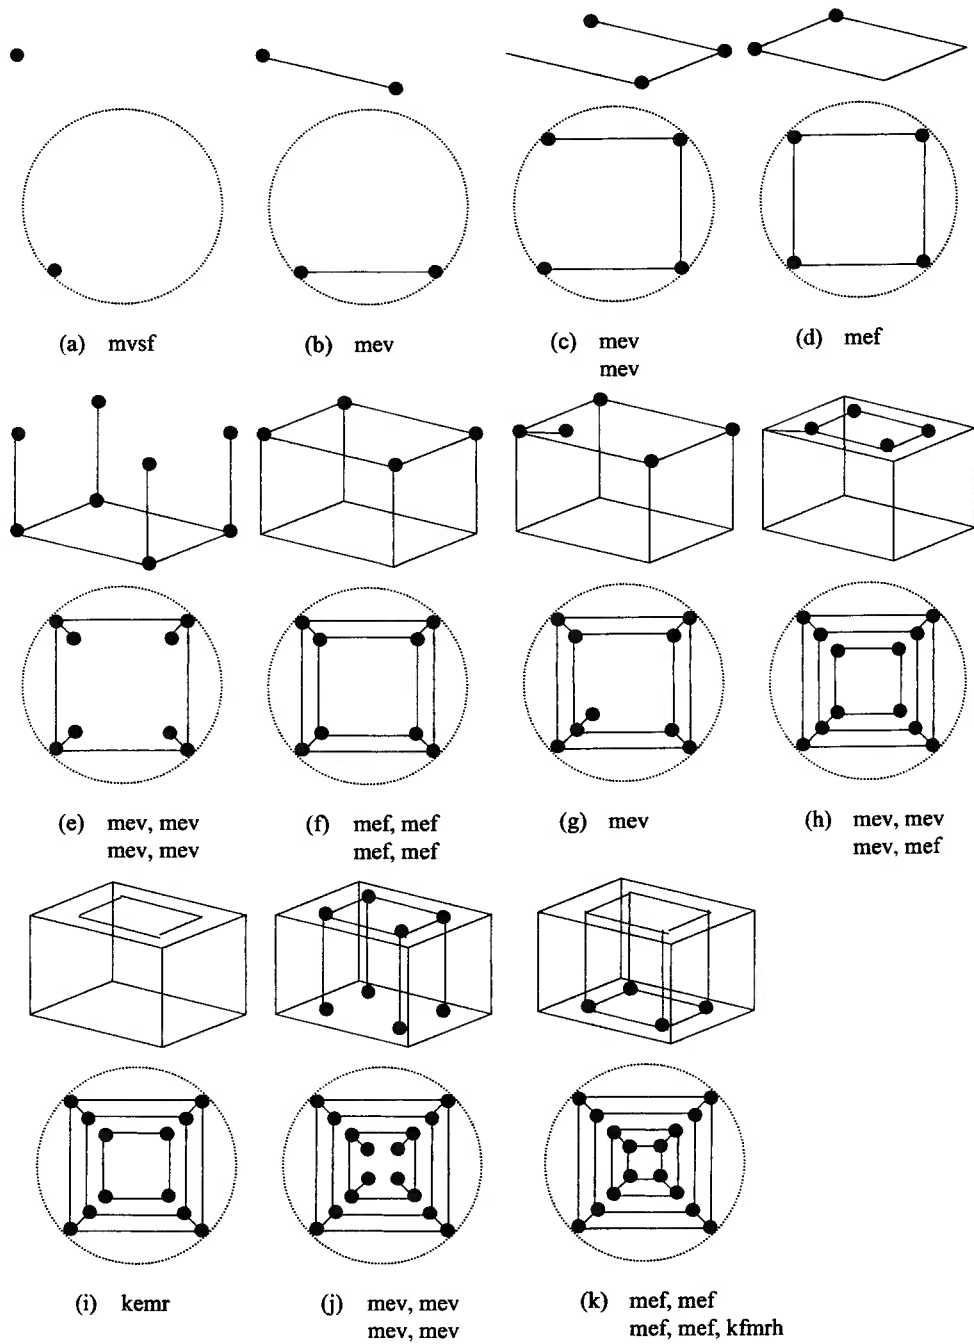 (a) mvsf
(b) mev
(c) mev
mev
(d) mef
(e) mev, mev
mev, mev
(f) mef, mef
mef, mef
(g) mev
(h) mev, mev
mev, mef
(i) kemr
(j) mev, mev
mev, mev
(k) mef, mef
mef, mef, kfmrh